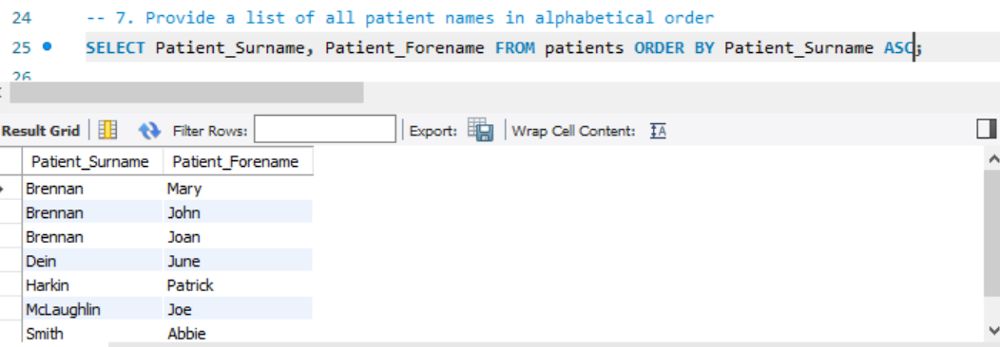 24 -- 7. Provide a list of all patient names in alphabetical order
25 SELECT Patient_Surname, Patient_Forename FROM patients ORDER BY Patient_Surname ASC;
26
Result Grid Filter Rows: Export: Wrap Cell Content:
Patient_Surname Patient_Forename
Brennan Mary
Brennan John
Brennan Joan
Dein June
Harkin Patrick
McLaughlin Joe
Smith Abbie